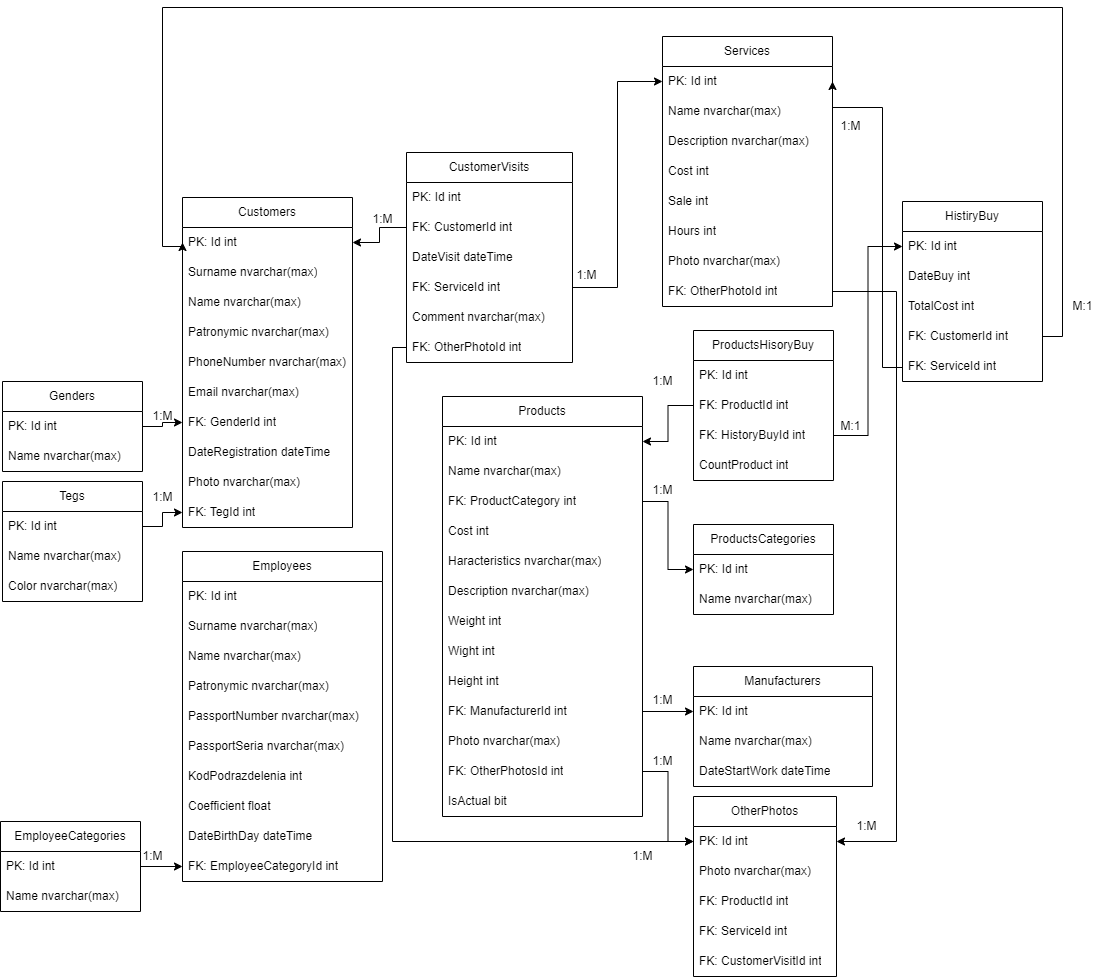 Services
PK: Id int
Name nvarchar(max)
Description nvarchar(max)
Cost int
Sale int
Hours int
Photo nvarchar(max)
FK: OtherPhotoId int
1:M
CustomerVisits
PK: Id int
FK: CustomerId int
DateVisit dateTime
FK: ServiceId int
Comment nvarchar(max)
FK: OtherPhotoId int
1:M
1:M
Customers
PK: Id int
Surname nvarchar(max)
Name nvarchar(max)
Patronymic nvarchar(max)
PhoneNumber nvarchar(max)
Email nvarchar(max)
FK: GenderId int
DateRegistration dateTime
Photo nvarchar(max)
FK: TegId int
HistiryBuy
PK: Id int
DateBuy int
TotalCost int
FK: CustomerId int
FK: ServiceId int
M:1
ProductsHisoryBuy
PK: Id int
FK: ProductId int
FK: HistoryBuyId int
CountProduct int
1:M
M:1
Genders
PK: Id int
Name nvarchar(max)
1:M
Tegs
PK: Id int
Name nvarchar(max)
Color nvarchar(max)
1:M
Products
PK: Id int
Name nvarchar(max)
FK: ProductCategory int
Cost int
Haracteristics nvarchar(max)
Description nvarchar(max)
Weight int
Wight int
Height int
FK: ManufacturerId int
Photo nvarchar(max)
FK: OtherPhotosId int
IsActual bit
1:M
1:M
1:M
ProductsCategories
PK: Id int
Name nvarchar(max)
Employees
PK: Id int
Surname nvarchar(max)
Name nvarchar(max)
Patronymic nvarchar(max)
PassportNumber nvarchar(max)
PassportSeria nvarchar(max)
KodPodrazdelenia int
Coefficient float
DateBirthDay dateTime
FK: EmployeeCategoryId int
Manufacturers
PK: Id int
Name nvarchar(max)
DateStartWork dateTime
EmployeeCategories
PK: Id int
Name nvarchar(max)
1:M
OtherPhotos
PK: Id int
Photo nvarchar(max)
FK: ProductId int
FK: ServiceId int
FK: CustomerVisitId int
1:M
1:M